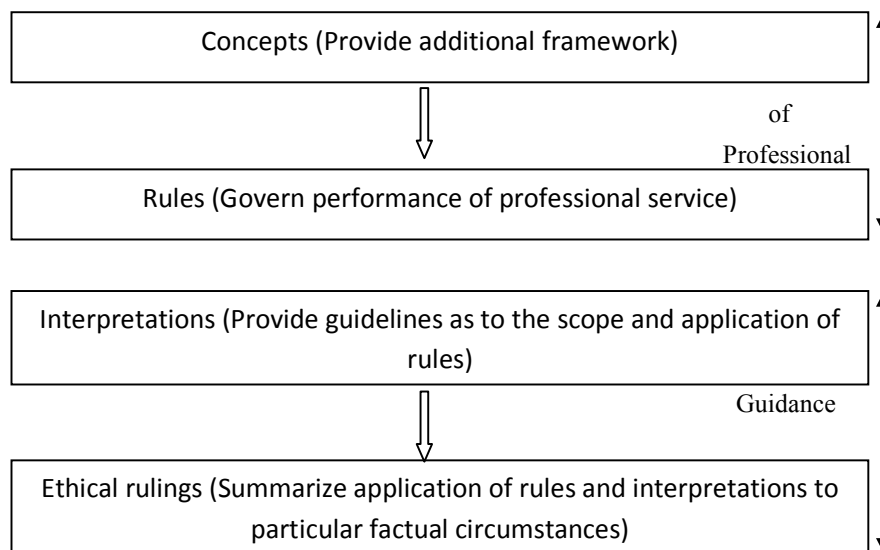 Concepts (Provide additional framework)
of
Professional
Rules (Govern performance of professional service)
Interpretations (Provide guidelines as to the scope and application of
rules)
Guidance
Ethical rulings (Summarize application of rules and interpretations to
particular factual circumstances)